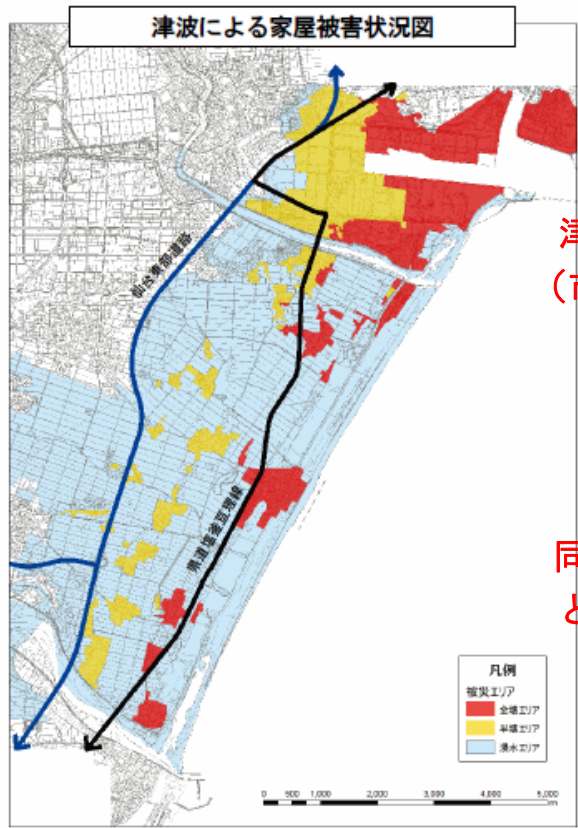 津波による家屋被害状況図
仙台東部道路
津
（
県道塩釜亘理線
同
と
凡例
被災エリア
全壊エリア
半壊エリア
浸水エリア
0 500 1,000 2,000 3,000 4,000 5,000
m